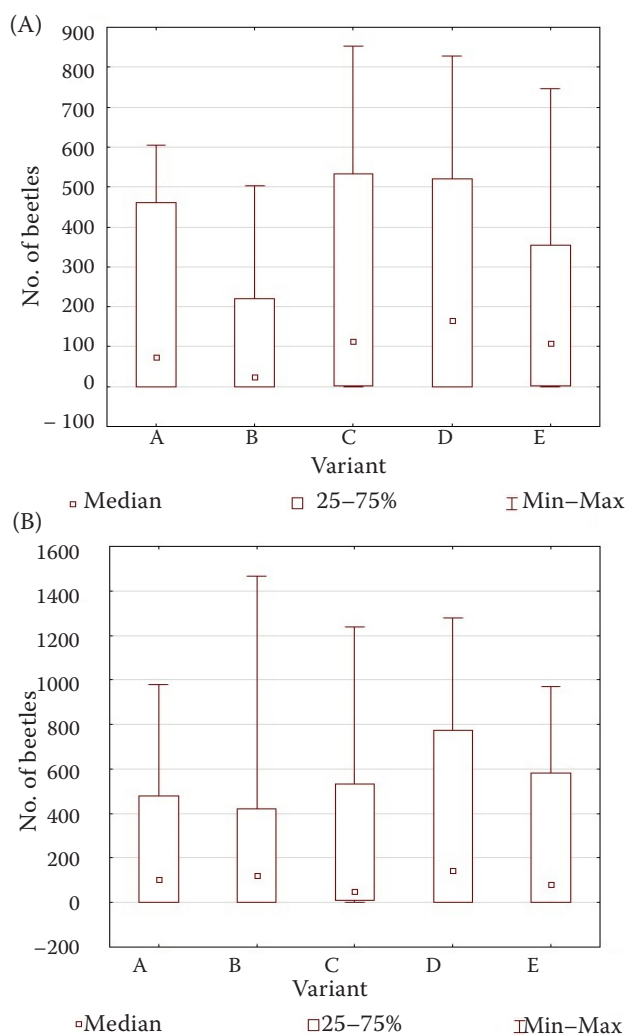 (A)
900
800
700
600
500
400
300
200
100
0
– 100
No. of beetles
A B C D E
Variant
Median 25–75% Min–Max
(B)
1600
1400
1200
1000
800
600
400
200
0
–200
No. of beetles
A B C D E
Variant
Median 25–75% Min–Max